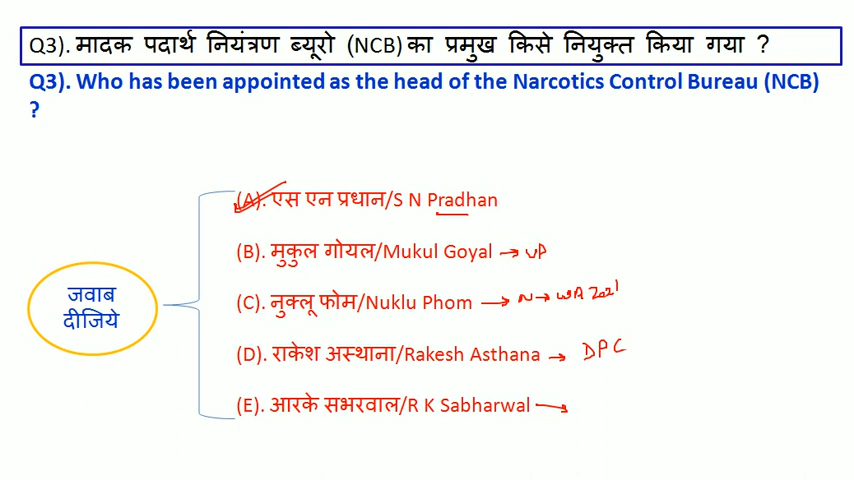 Q3). मादक पदार्थ नियंत्रण ब्यूरो (NCB) का प्रमुख किसे नियुक्त किया गया ?
Q3). Who has been appointed as the head of the Narcotics Control Bureau (NCB)
?
(A). एस एन प्रधान/S N Pradhan
(B). मुकुल गोयल/Mukul Goyal → UP
(C). नुक्लू फोम/Nuklu Phom → N → WA 2021
(D). राकेश अस्थाना/Rakesh Asthana → DPC
(E). आरके सभरवाल/R K Sabharwal →
जवाब
दीजिये